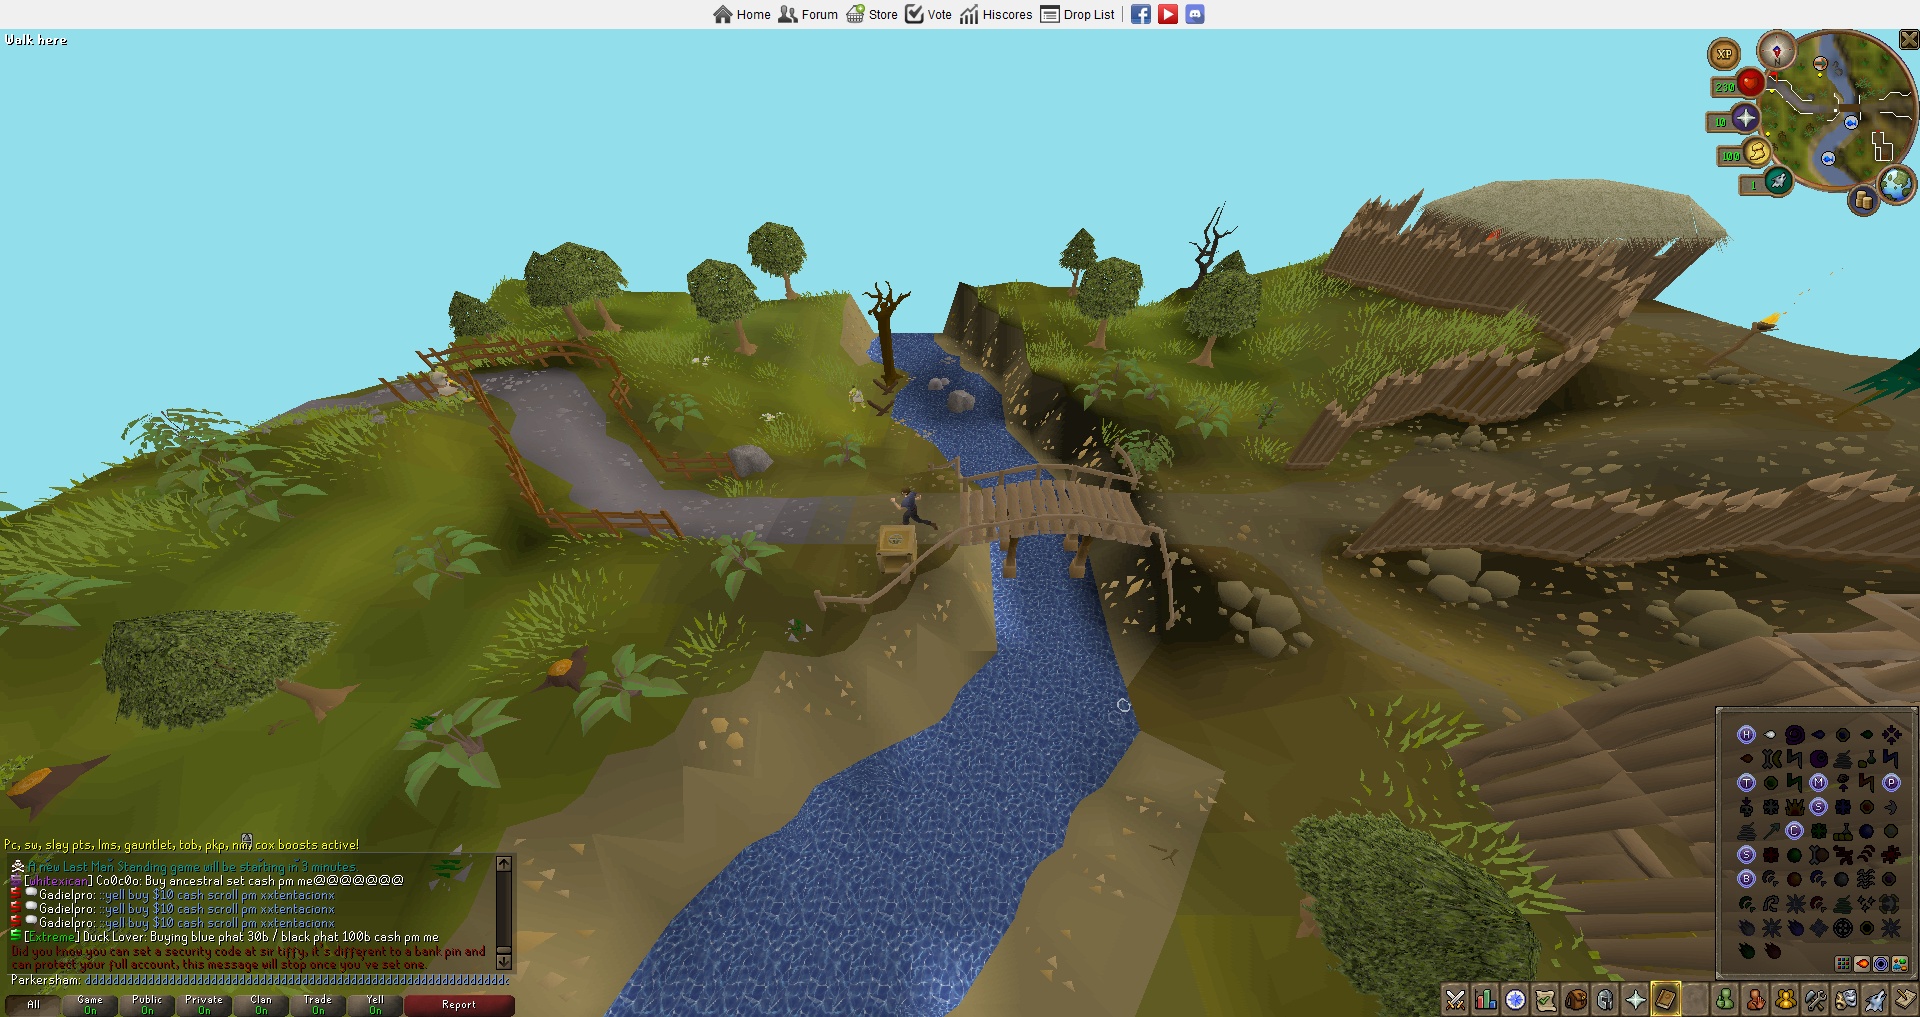 Home Forum Store Vote Hiscores Drop List
Walk here
XP
N
230
10
100
1
Pc, sw, slay pts, lms, gauntlet, tob, pkp, nm, cox boosts active!
A new Last Man Standing game will be starting in 3 minutes.
[whitexican] Co0c0o: Buy ancestral set cash pm me@@@@@@@
Gadielpro: ::yell buy $10 cash scroll pm xxtentacionx
Gadielpro: ::yell buy $10 cash scroll pm xxtentacionx
Gadielpro: ::yell buy $10 cash scroll pm xxtentacionx
[Extreme] Duck Lover: Buying blue phat 30b / black phat 100b cash pm me
Did you know you can set a security code at sir tiffy, it's different to a bank pin and
can protect your full account, this message will stop once you've set one.
Parkersham:
All Game On Public On Private On Clan On Trade On Yell On Report
H
T M P
S
C
S
B